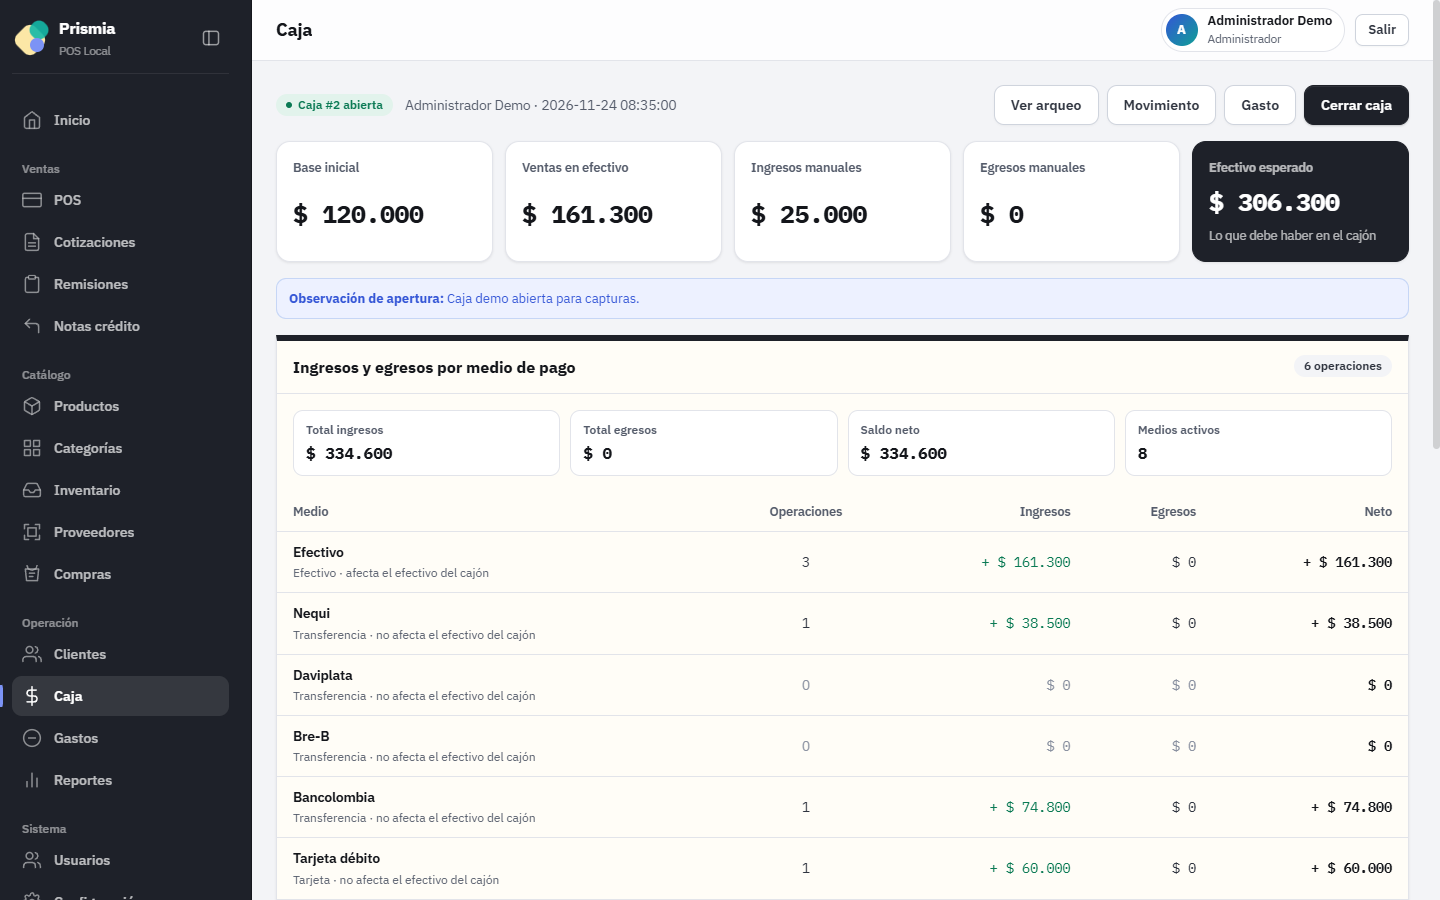 Prismia
POS Local
Inicio
Ventas
POS
Cotizaciones
Remisiones
Notas crédito
Catálogo
Productos
Categorías
Inventario
Proveedores
Compras
Operación
Clientes
Caja
Gastos
Reportes
Sistema
Usuarios
Caja
A
Administrador Demo
Administrador
Salir
Caja #2 abierta
Administrador Demo · 2026-11-24 08:35:00
Ver arqueo
Movimiento
Gasto
Cerrar caja
Base inicial
$ 120.000
Ventas en efectivo
$ 161.300
Ingresos manuales
$ 25.000
Egresos manuales
$ 0
Efectivo esperado
$ 306.300
Lo que debe haber en el cajón
Observación de apertura: Caja demo abierta para capturas.
Ingresos y egresos por medio de pago
6 operaciones
Total ingresos
$ 334.600
Total egresos
$ 0
Saldo neto
$ 334.600
Medios activos
8
Medio Operaciones Ingresos Egresos Neto
Efectivo
Efectivo · afecta el efectivo del cajón
3 + $ 161.300 $ 0 + $ 161.300
Nequi
Transferencia · no afecta el efectivo del cajón
1 + $ 38.500 $ 0 + $ 38.500
Daviplata
Transferencia · no afecta el efectivo del cajón
0 $ 0 $ 0 $ 0
Bre-B
Transferencia · no afecta el efectivo del cajón
0 $ 0 $ 0 $ 0
Bancolombia
Transferencia · no afecta el efectivo del cajón
1 + $ 74.800 $ 0 + $ 74.800
Tarjeta débito
Tarjeta · no afecta el efectivo del cajón
1 + $ 60.000 $ 0 + $ 60.000